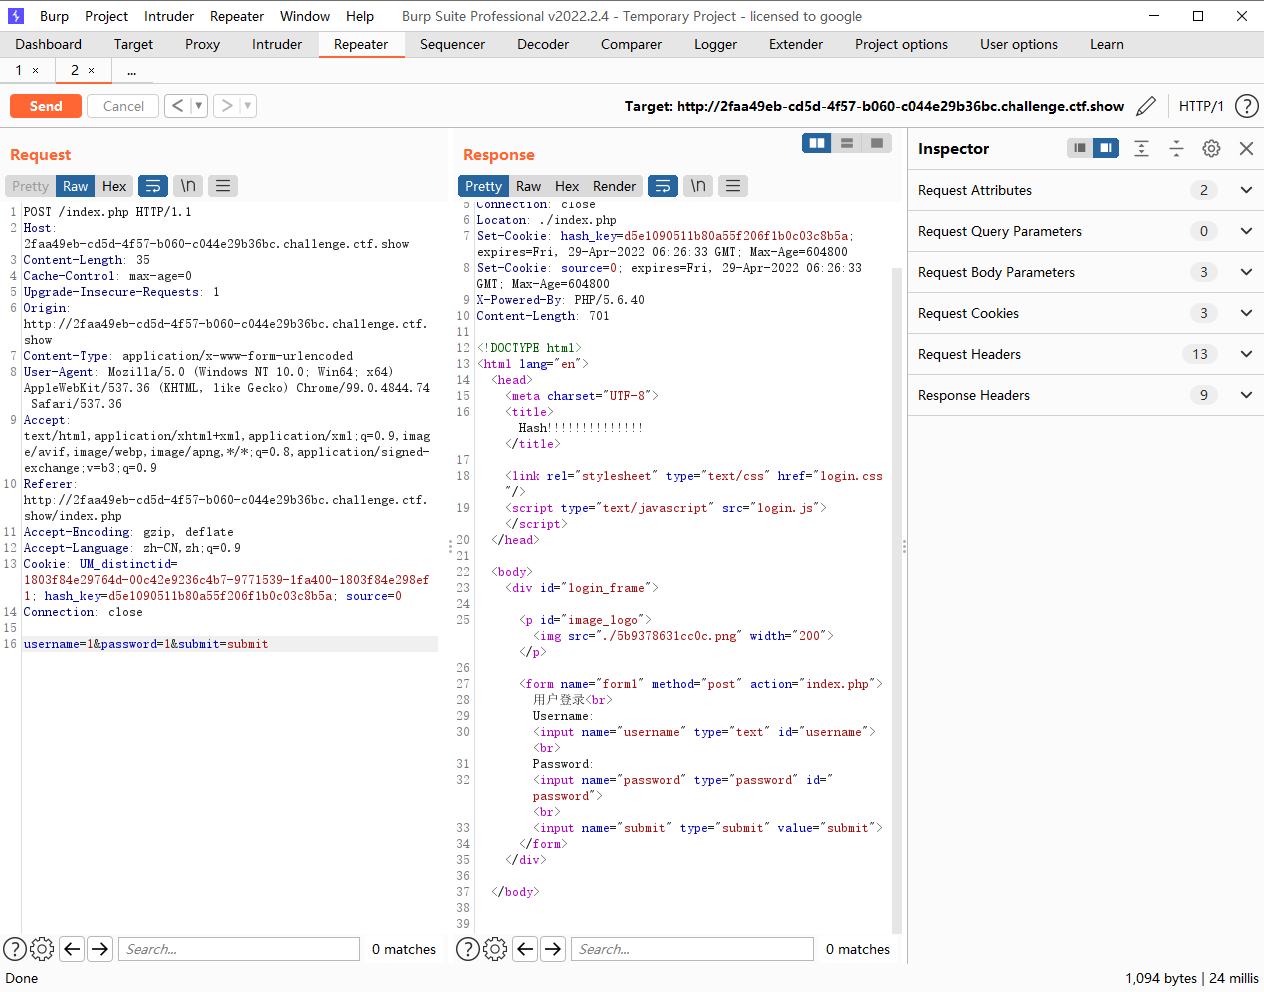 Burp Project Intruder Repeater Window Help Burp Suite Professional v2022.2.4 - Temporary Project - licensed to google
Dashboard Target Proxy Intruder Repeater Sequencer Decoder Comparer Logger Extender Project options User options Learn
1 × 2 × ...
Send Cancel < > Target: http://2faa49eb-cd5d-4f57-b060-c044e29b36bc.challenge.ctf.show HTTP/1 ?
Request
Pretty Raw Hex \n
1 POST /index.php HTTP/1.1
2 Host:
2faa49eb-cd5d-4f57-b060-c044e29b36bc.challenge.ctf.show
3 Content-Length: 35
4 Cache-Control: max-age=0
5 Upgrade-Insecure-Requests: 1
6 Origin:
http://2faa49eb-cd5d-4f57-b060-c044e29b36bc.challenge.ctf.
show
7 Content-Type: application/x-www-form-urlencoded
8 User-Agent: Mozilla/5.0 (Windows NT 10.0; Win64; x64)
AppleWebKit/537.36 (KHTML, like Gecko) Chrome/99.0.4844.74
Safari/537.36
9 Accept:
text/html,application/xhtml+xml,application/xml;q=0.9,imag
e/avif,image/webp,image/apng,*/*;q=0.8,application/signed-
exchange;v=b3;q=0.9
10 Referer:
http://2faa49eb-cd5d-4f57-b060-c044e29b36bc.challenge.ctf.
show/index.php
11 Accept-Encoding: gzip, deflate
12 Accept-Language: zh-CN,zh;q=0.9
13 Cookie: UM_distinctid=
1803f84e29764d-00c42e9236c4b7-9771539-1fa400-1803f84e298ef
1; hash_key=d5e1090511b80a55f206f1b0c03c8b5a; source=0
14 Connection: close
15
16 username=1&password=1&submit=submit
? Search... 0 matches
Response
Pretty Raw Hex Render \n
5 Connection: close
6 Locaton: ./index.php
7 Set-Cookie: hash_key=d5e1090511b80a55f206f1b0c03c8b5a;
expires=Fri, 29-Apr-2022 06:26:33 GMT; Max-Age=604800
8 Set-Cookie: source=0; expires=Fri, 29-Apr-2022 06:26:33
GMT; Max-Age=604800
9 X-Powered-By: PHP/5.6.40
10 Content-Length: 701
11
12 <!DOCTYPE html>
13 <html lang="en">
14 <head>
15 <meta charset="UTF-8">
16 <title>
Hash!!!!!!!!!!!!!!
</title>
17
18 <link rel="stylesheet" type="text/css" href="login.css
"/>
19 <script type="text/javascript" src="login.js">
</script>
20 </head>
21
22 <body>
23 <div id="login_frame">
24
25 <p id="image_logo">
<img src="./5b9378631cc0c.png" width="200">
</p>
26
27 <form name="form1" method="post" action="index.php">
28 用户登录<br>
29 Username:
30 <input name="username" type="text" id="username">
<br>
31 Password:
32 <input name="password" type="password" id="
password">
<br>
33 <input name="submit" type="submit" value="submit">
34 </form>
35 </div>
36
37 </body>
38
39
? Search... 0 matches
Inspector
Request Attributes 2
Request Query Parameters 0
Request Body Parameters 3
Request Cookies 3
Request Headers 13
Response Headers 9
Done 1,094 bytes | 24 millis